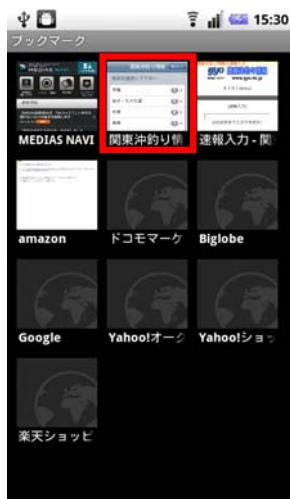 15:30
ブックマーク
MEDIAS NAVI
関東沖釣り情
速報入力 - 関
amazon
ドコモマーケ
Biglobe
Google
Yahoo!オーク
Yahoo!ショッ
楽天ショッピ